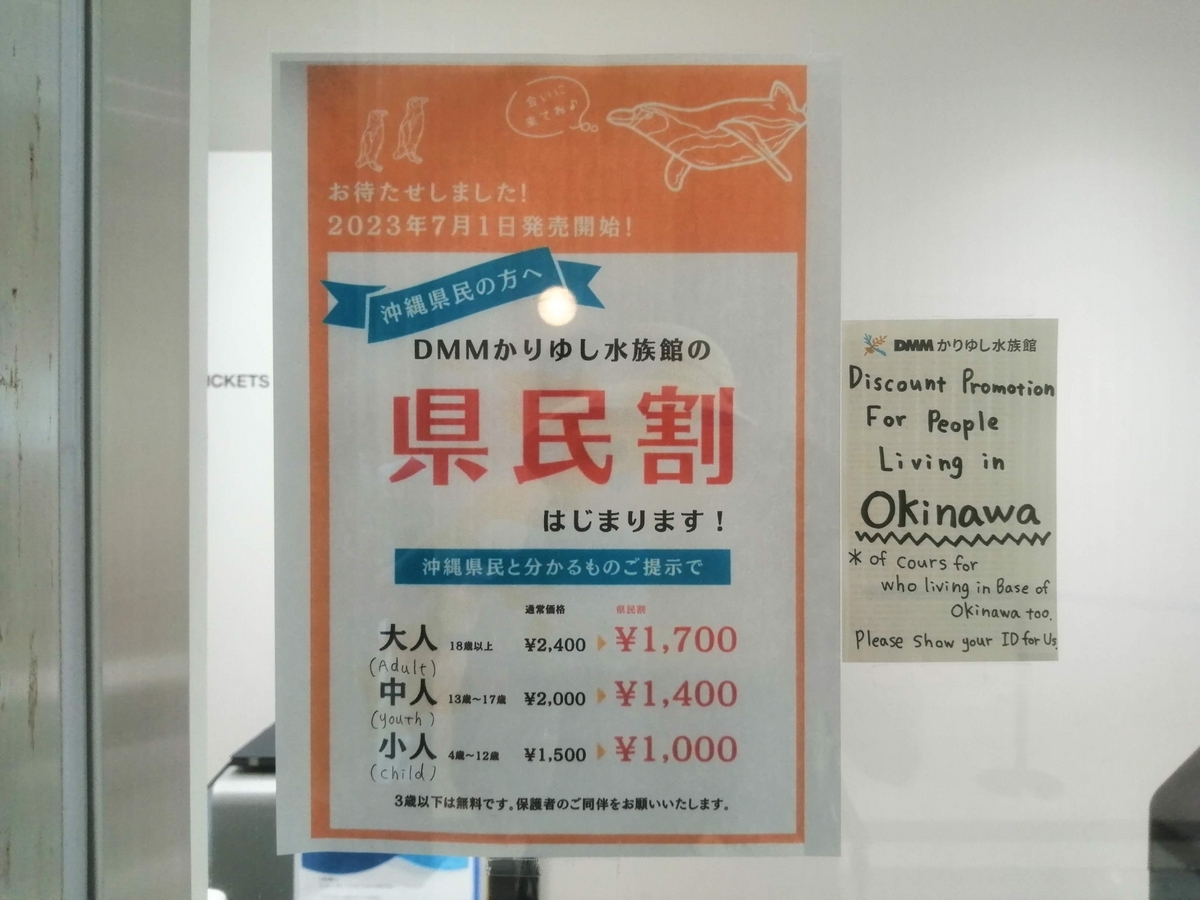 会いに
来てね♪
お待たせしました!
2023年7月1日発売開始!
沖縄県民の方へ
DMMかりゆし水族館の
県民割
はじまります!
沖縄県民と分かるものご提示で
通常価格 県民割
大人 18歳以上 ¥2,400 ▶ ¥1,700
(Adult)
中人 13歳~17歳 ¥2,000 ▶ ¥1,400
(youth)
小人 4歳~12歳 ¥1,500 ▶ ¥1,000
(child)
3歳以下は無料です。保護者のご同伴をお願いいたします。
ICKETS
DMMかりゆし水族館
Discount Promotion
For People
Living in
Okinawa
* of cours for
who living in Base of
Okinawa too.
Please show your ID for Us.